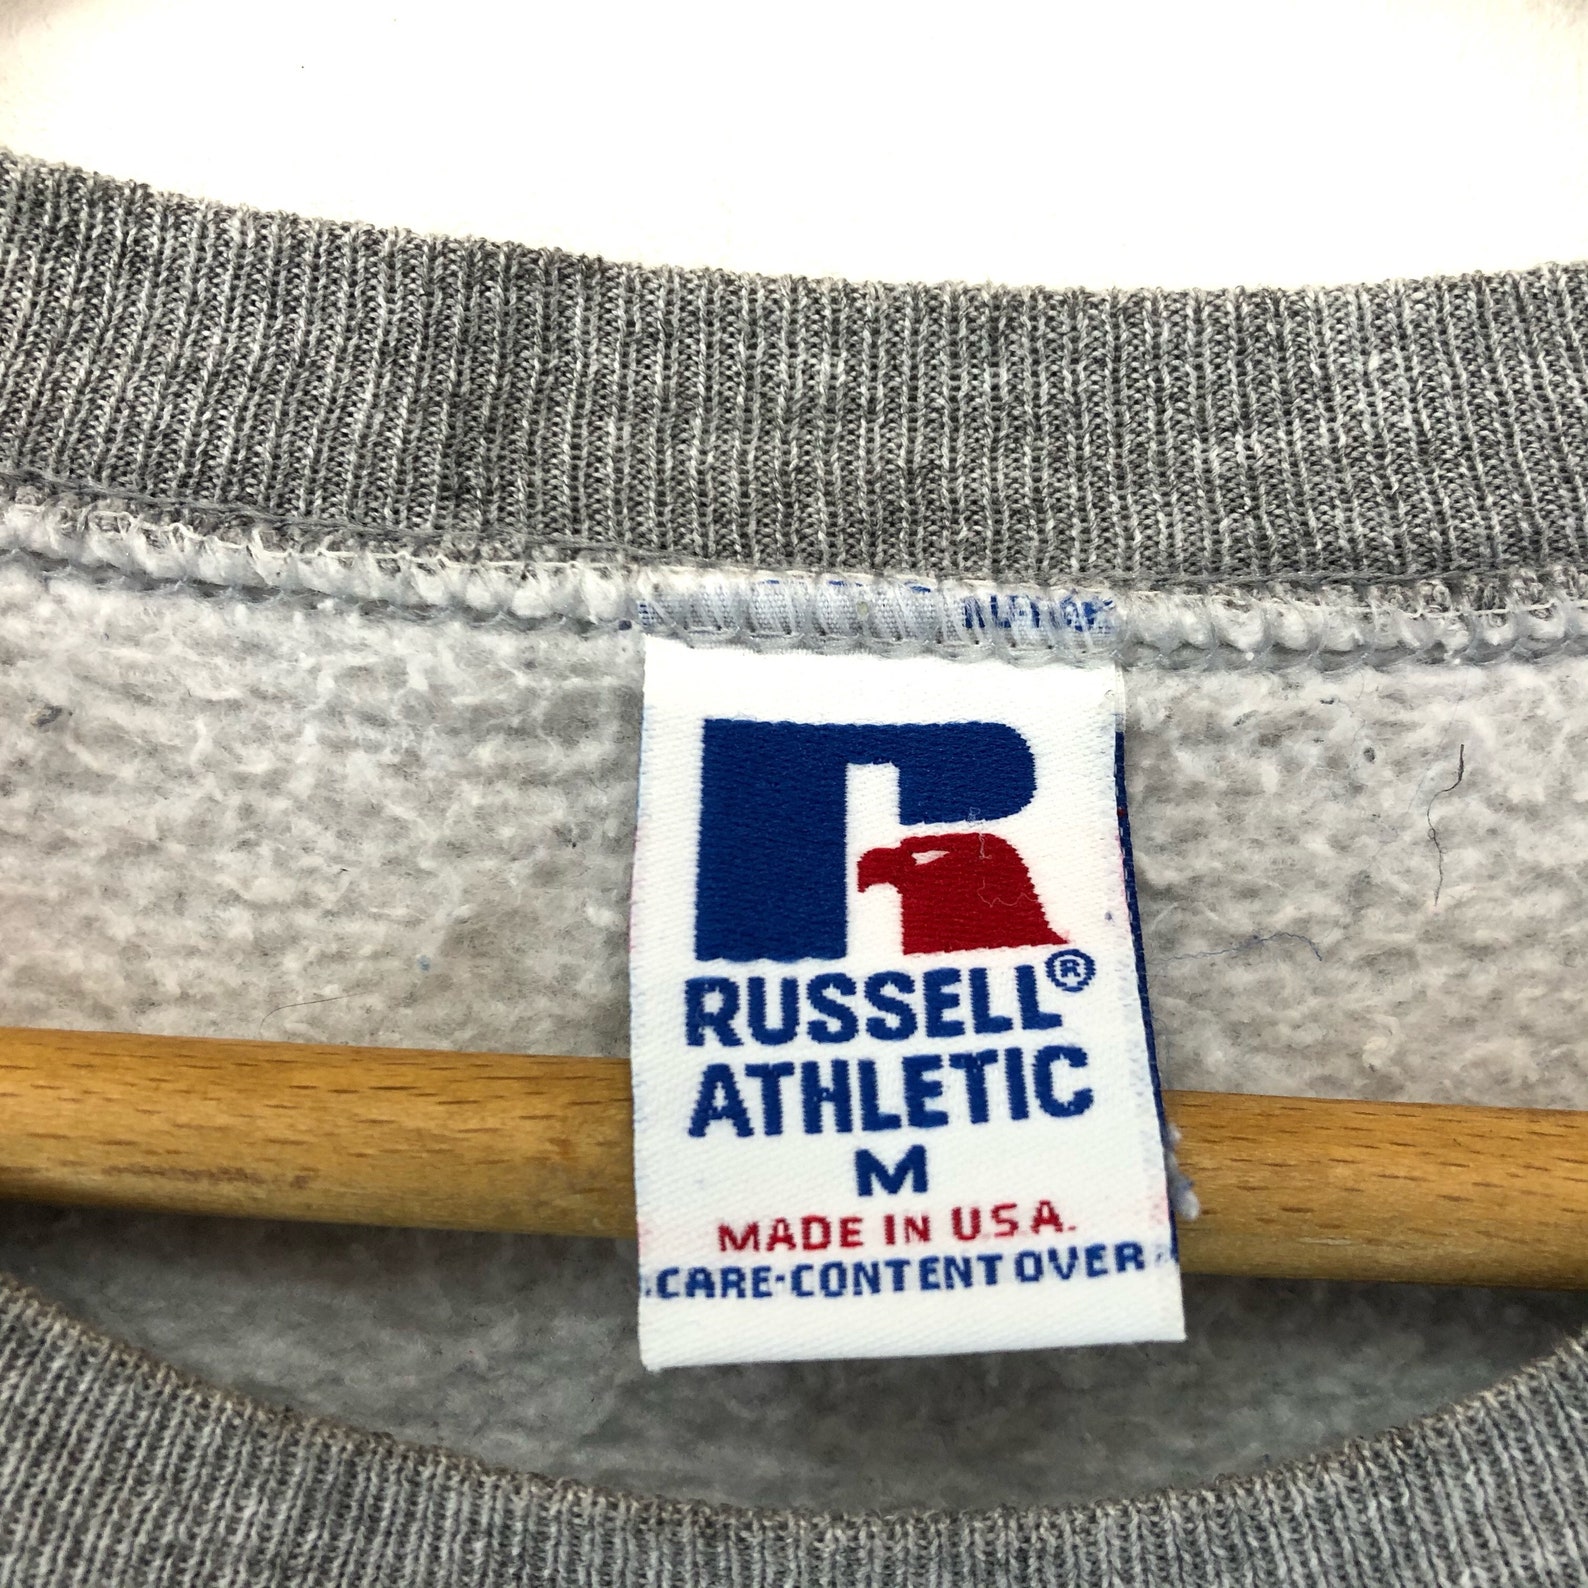 RUSSELL®
ATHLETIC
M
MADE IN U.S.A.
CARE-CONTENT OVER